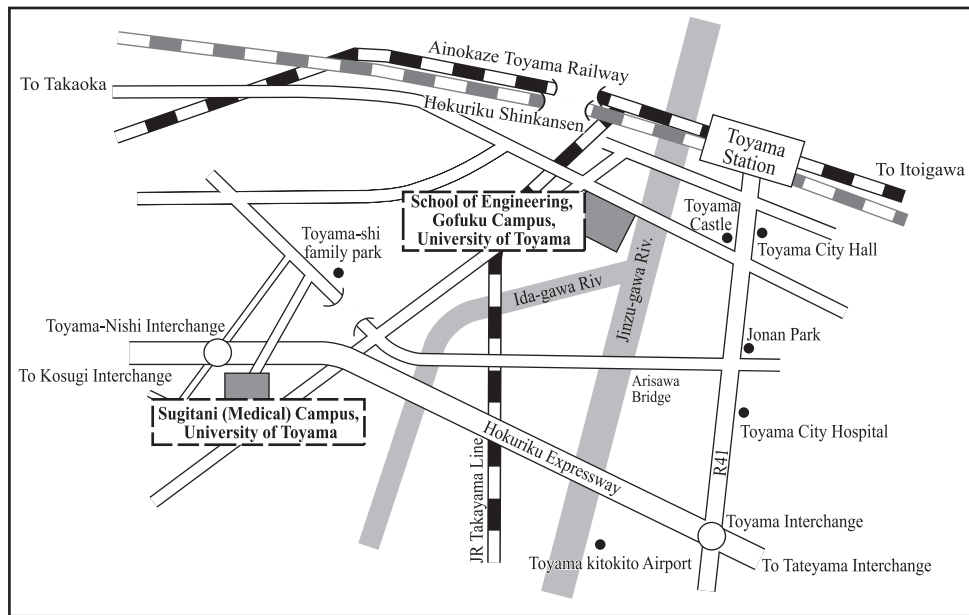 Ainokaze Toyama Railway
To Takaoka
Hokuriku Shinkansen
Toyama
Station
To Itoigawa
School of Engineering,
Gofuku Campus,
University of Toyama
Toyama
Castle
Toyama City Hall
Toyama-shi
family park
Ida-gawa Riv
Jinzu-gawa Riv.
Toyama-Nishi Interchange
Jonan Park
To Kosugi Interchange
Arisawa
Bridge
Sugitani (Medical) Campus,
University of Toyama
Toyama City Hospital
Hokuriku Expressway
JR Takayama Line
R41
Toyama Interchange
Toyama kitokito Airport
To Tateyama Interchange